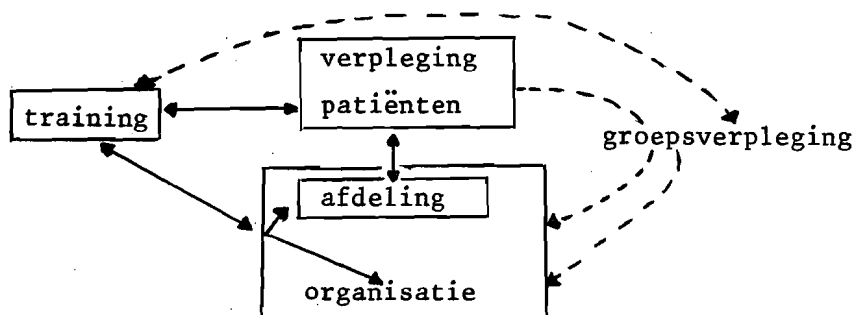 verpleging
patiënten
training
groepsverpleging
afdeling
organisatie